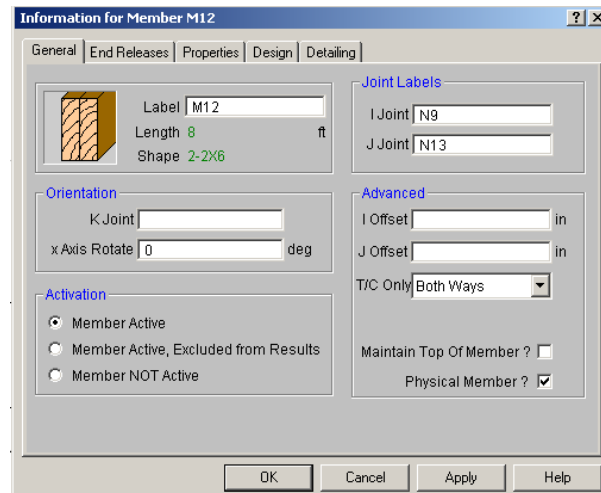 Information for Member M12
? X
General End Releases Properties Design Detailing
Label M12
Length 8 ft
Shape 2-2X6
Joint Labels
I Joint N9
J Joint N13
Orientation
K Joint
x Axis Rotate 0 deg
Advanced
I Offset in
J Offset in
T/C Only Both Ways
Maintain Top Of Member ?
Physical Member ?
Activation
Member Active
Member Active, Excluded from Results
Member NOT Active
OK Cancel Apply Help